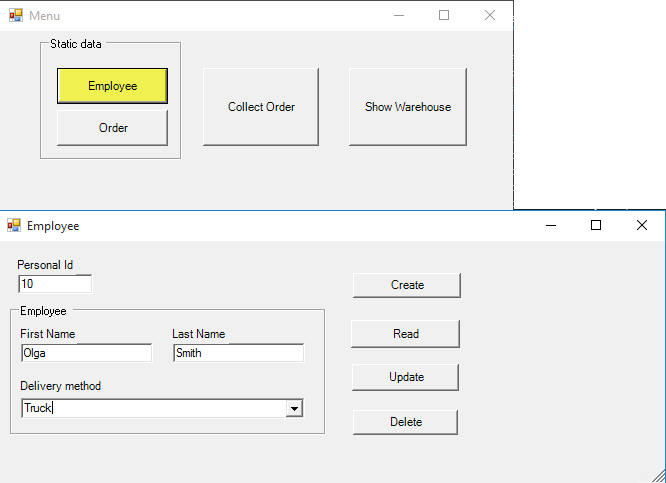 Menu
Static data
Employee
Order
Collect Order
Show Warehouse
Employee
Personal Id
10
Employee
First Name
Last Name
Olga
Smith
Delivery method
Truck
Create
Read
Update
Delete